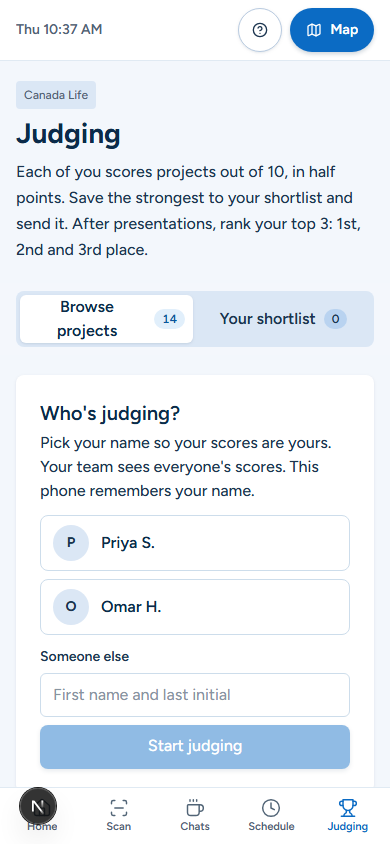 Thu 10:37 AM
Map
Canada Life
Judging
Each of you scores projects out of 10, in half
points. Save the strongest to your shortlist and
send it. After presentations, rank your top 3: 1st,
2nd and 3rd place.
Browse
projects
14
Your shortlist
0
Who's judging?
Pick your name so your scores are yours.
Your team sees everyone's scores. This
phone remembers your name.
P
Priya S.
O
Omar H.
Someone else
First name and last initial
Start judging
N
Home
Scan
Chats
Schedule
Judging